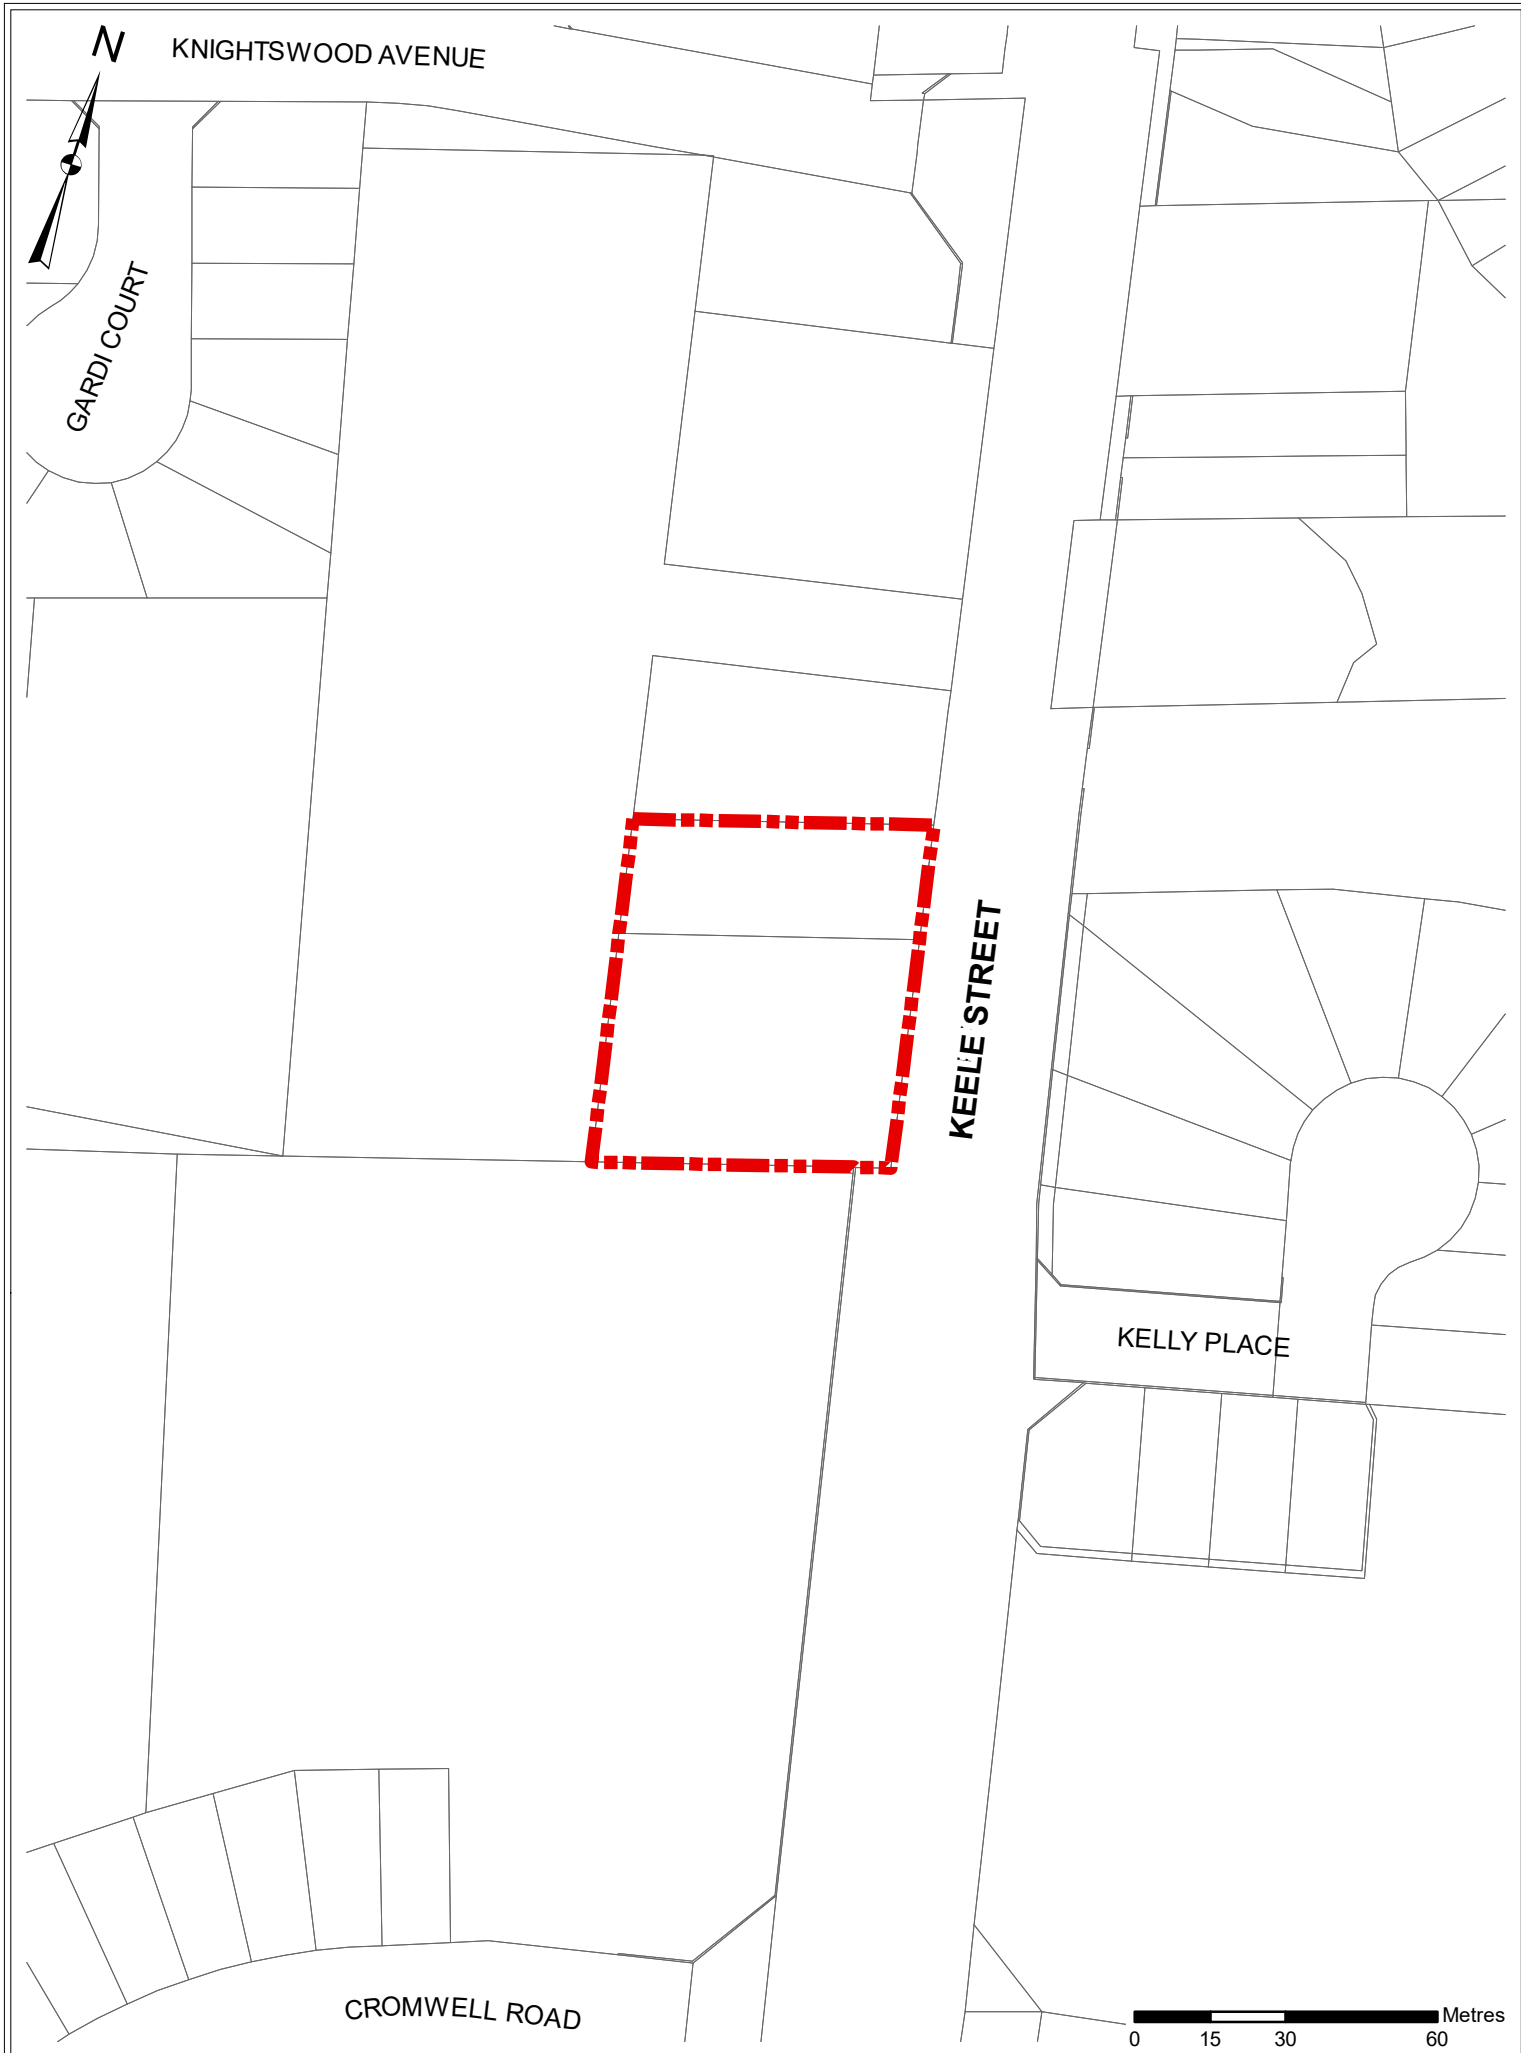 N
KNIGHTSWOOD AVENUE
GARDI COURT
KEELE STREET
KELLY PLACE
CROMWELL ROAD
Metres
0 15 30 60